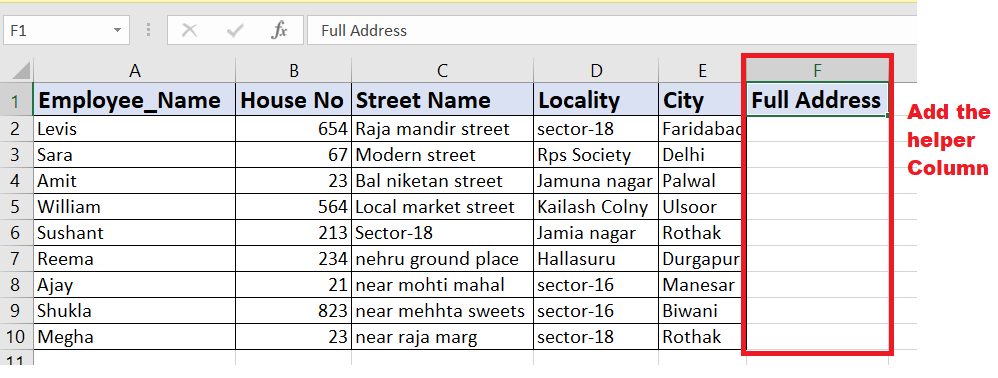 F1 fx Full Address
A B C D E F
1 Employee_Name House No Street Name Locality City Full Address
2 Levis 654 Raja mandir street sector-18 Faridabad
3 Sara 67 Modern street Rps Society Delhi
4 Amit 23 Bal niketan street Jamuna nagar Palwal
5 William 564 Local market street Kailash Colny Ulsoor
6 Sushant 213 Sector-18 Jamia nagar Rothak
7 Reema 234 nehru ground place Hallasuru Durgapur
8 Ajay 21 near mohti mahal sector-16 Manesar
9 Shukla 823 near mehhta sweets sector-16 Biwani
10 Megha 23 near raja marg sector-18 Rothak
11
Add the
helper
Column